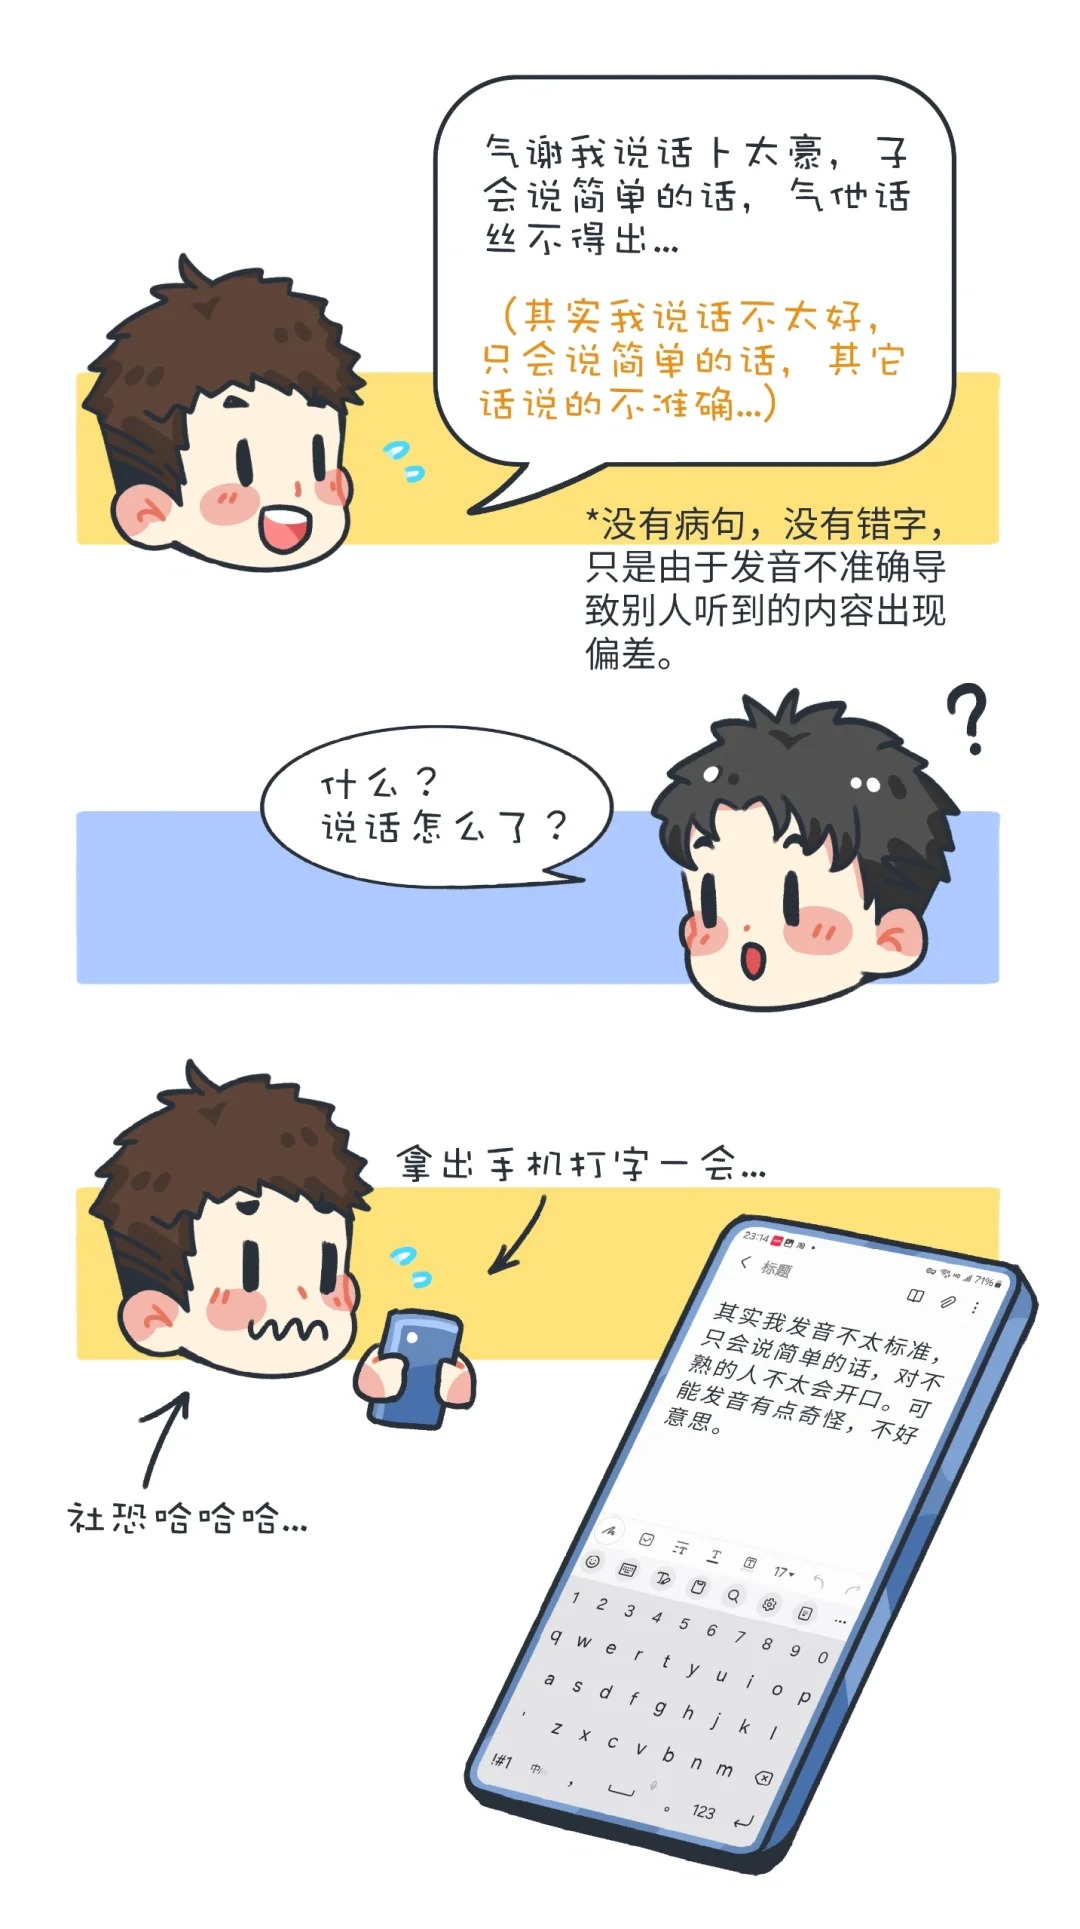 气谢我说话卜太豪，子
会说简单的话，气他话
丝不得出...
（其实我说话不太好，
只会说简单的话，其它
话说的不准确...）
*没有病句，没有错字，
只是由于发音不准确导
致别人听到的内容出现
偏差。
?
什么？
说话怎么了？
拿出手机打字一会...
社恐哈哈哈...
23:14
71%
标题
其实我发音不太标准，
只会说简单的话，对不
熟的人不太会开口。可
能发音有点奇怪，不好
意思。
17
1 2 3 4 5 6 7 8 9 0
q w e r t y u i o p
a s d f g h j k l
' z x c v b n m
!#1 中 ， 。 123